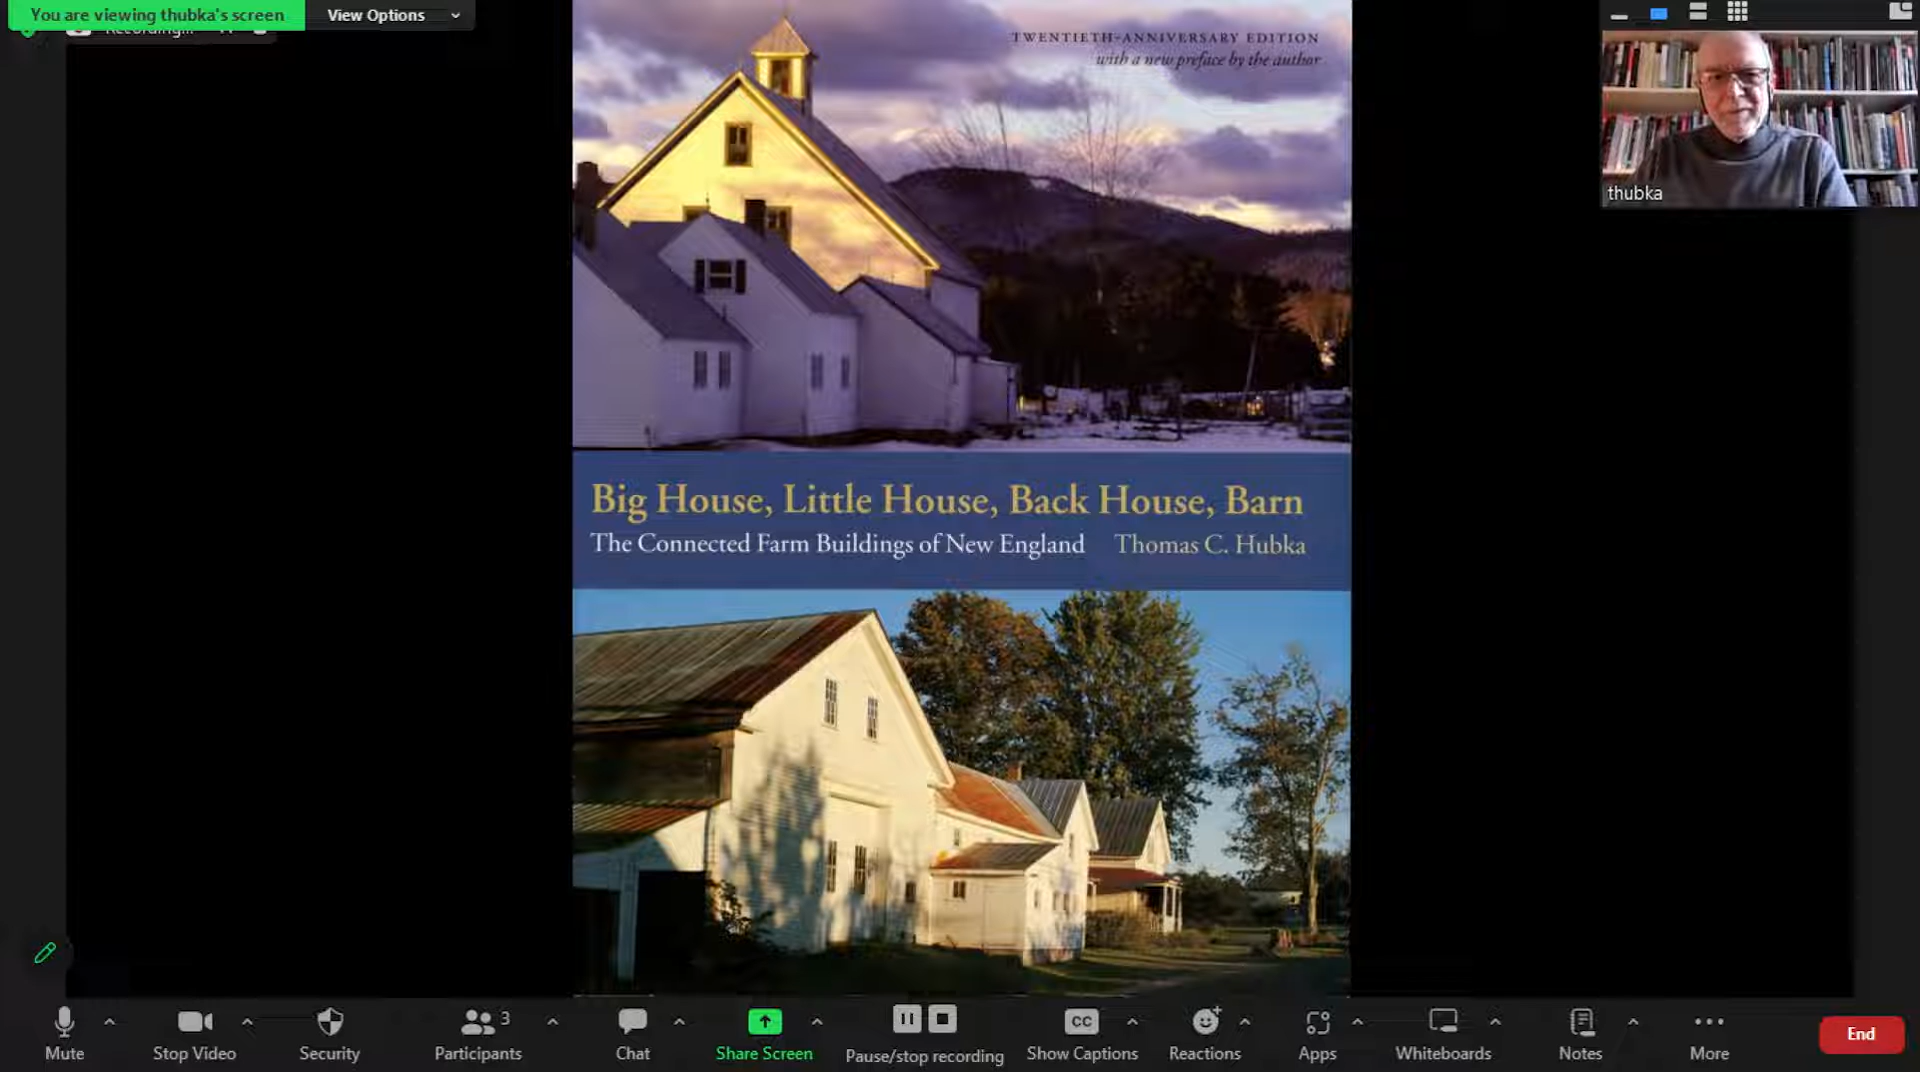 You are viewing thubka's screen
View Options
Recording...
TWENTIETH-ANNIVERSARY EDITION
with a new preface by the author
thubka
Big House, Little House, Back House, Barn
The Connected Farm Buildings of New England Thomas C. Hubka
3
CC
Mute
Stop Video
Security
Participants
Chat
Share Screen
Pause/stop recording
Show Captions
Reactions
Apps
Whiteboards
Notes
More
End